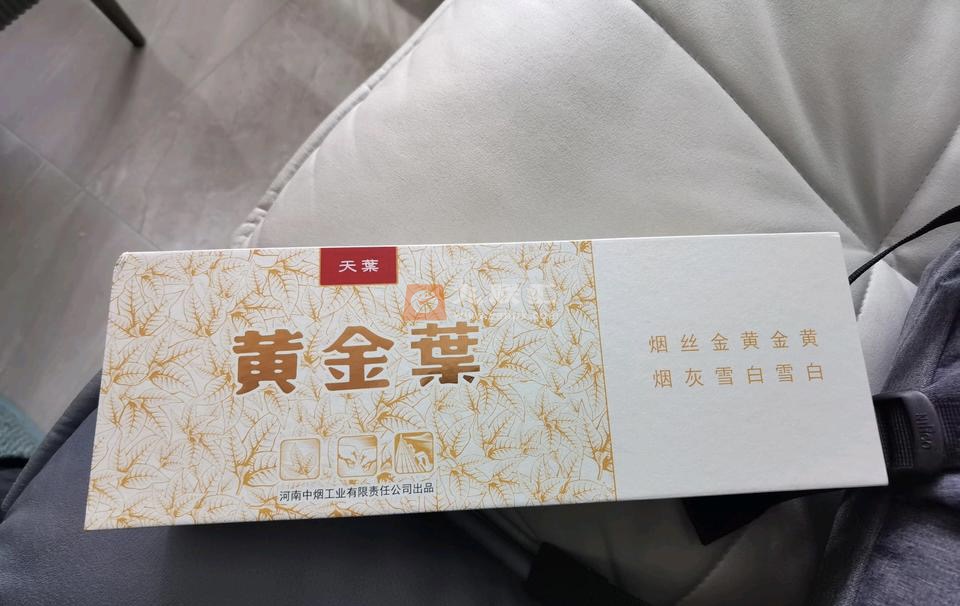 天葉
黄金葉
烟丝金黄金黄
烟灰雪白雪白
河南中烟工业有限责任公司出品